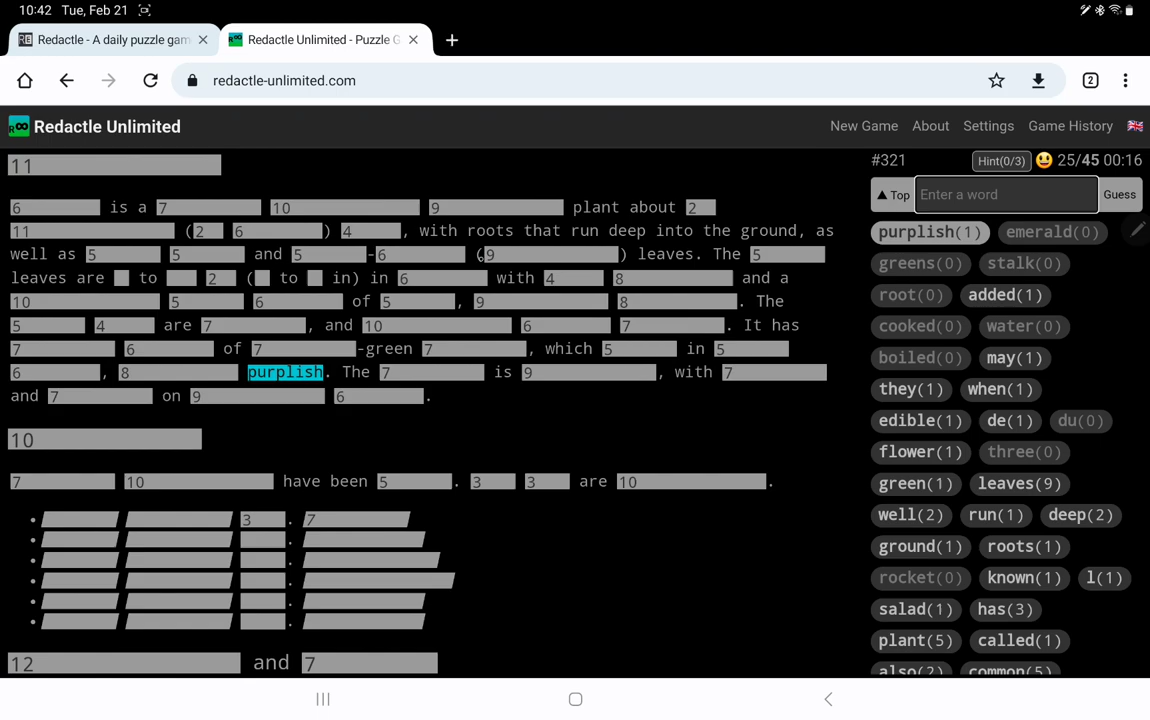 10:42 Tue, Feb 21
Redactle - A daily puzzle gam
Redactle Unlimited - Puzzle G
redactle-unlimited.com
2
R∞ Redactle Unlimited
New Game About Settings Game History
11
#321 Hint(0/3) 25/45 00:16
▲ Top Enter a word Guess
6 is a 7 10 9 plant about 2
11 (2 6) 4, with roots that run deep into the ground, as
well as 5 5 and 5-6 (9) leaves. The 5
leaves are to 2 ( to in) in 6 with 4 8 and a
10 5 6 of 5, 9 8. The
5 4 are 7, and 10 6 7. It has
7 6 of 7-green 7, which 5 in 5
6, 8 purplish. The 7 is 9, with 7
and 7 on 9 6.
10
7 10 have been 5. 3 3 are 10.
• 3. 7
• .
• .
• .
• .
• .
12 and 7
purplish(1) emerald(0)
greens(0) stalk(0)
root(0) added(1)
cooked(0) water(0)
boiled(0) may(1)
they(1) when(1)
edible(1) de(1) du(0)
flower(1) three(0)
green(1) leaves(9)
well(2) run(1) deep(2)
ground(1) roots(1)
rocket(0) known(1) l(1)
salad(1) has(3)
plant(5) called(1)
also(2) common(5)